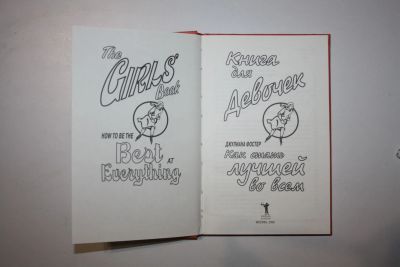 The
GIRLS'
Book
HOW TO BE THE
Best AT
Everything
Книга
для
Девочек
ДЖУЛИАНА ФОСТЕР
Как стать
лучшей
во всем